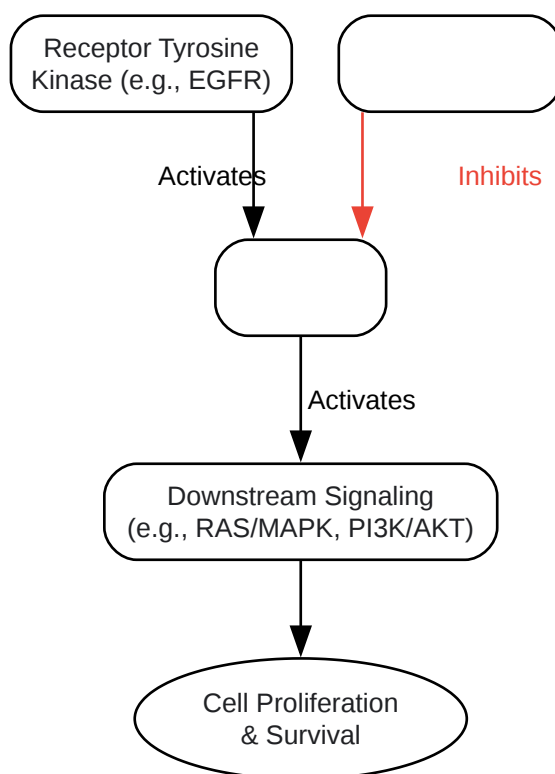 Receptor Tyrosine
Kinase (e.g., EGFR)
Activates
Inhibits
Activates
Downstream Signaling
(e.g., RAS/MAPK, PI3K/AKT)
Cell Proliferation
& Survival